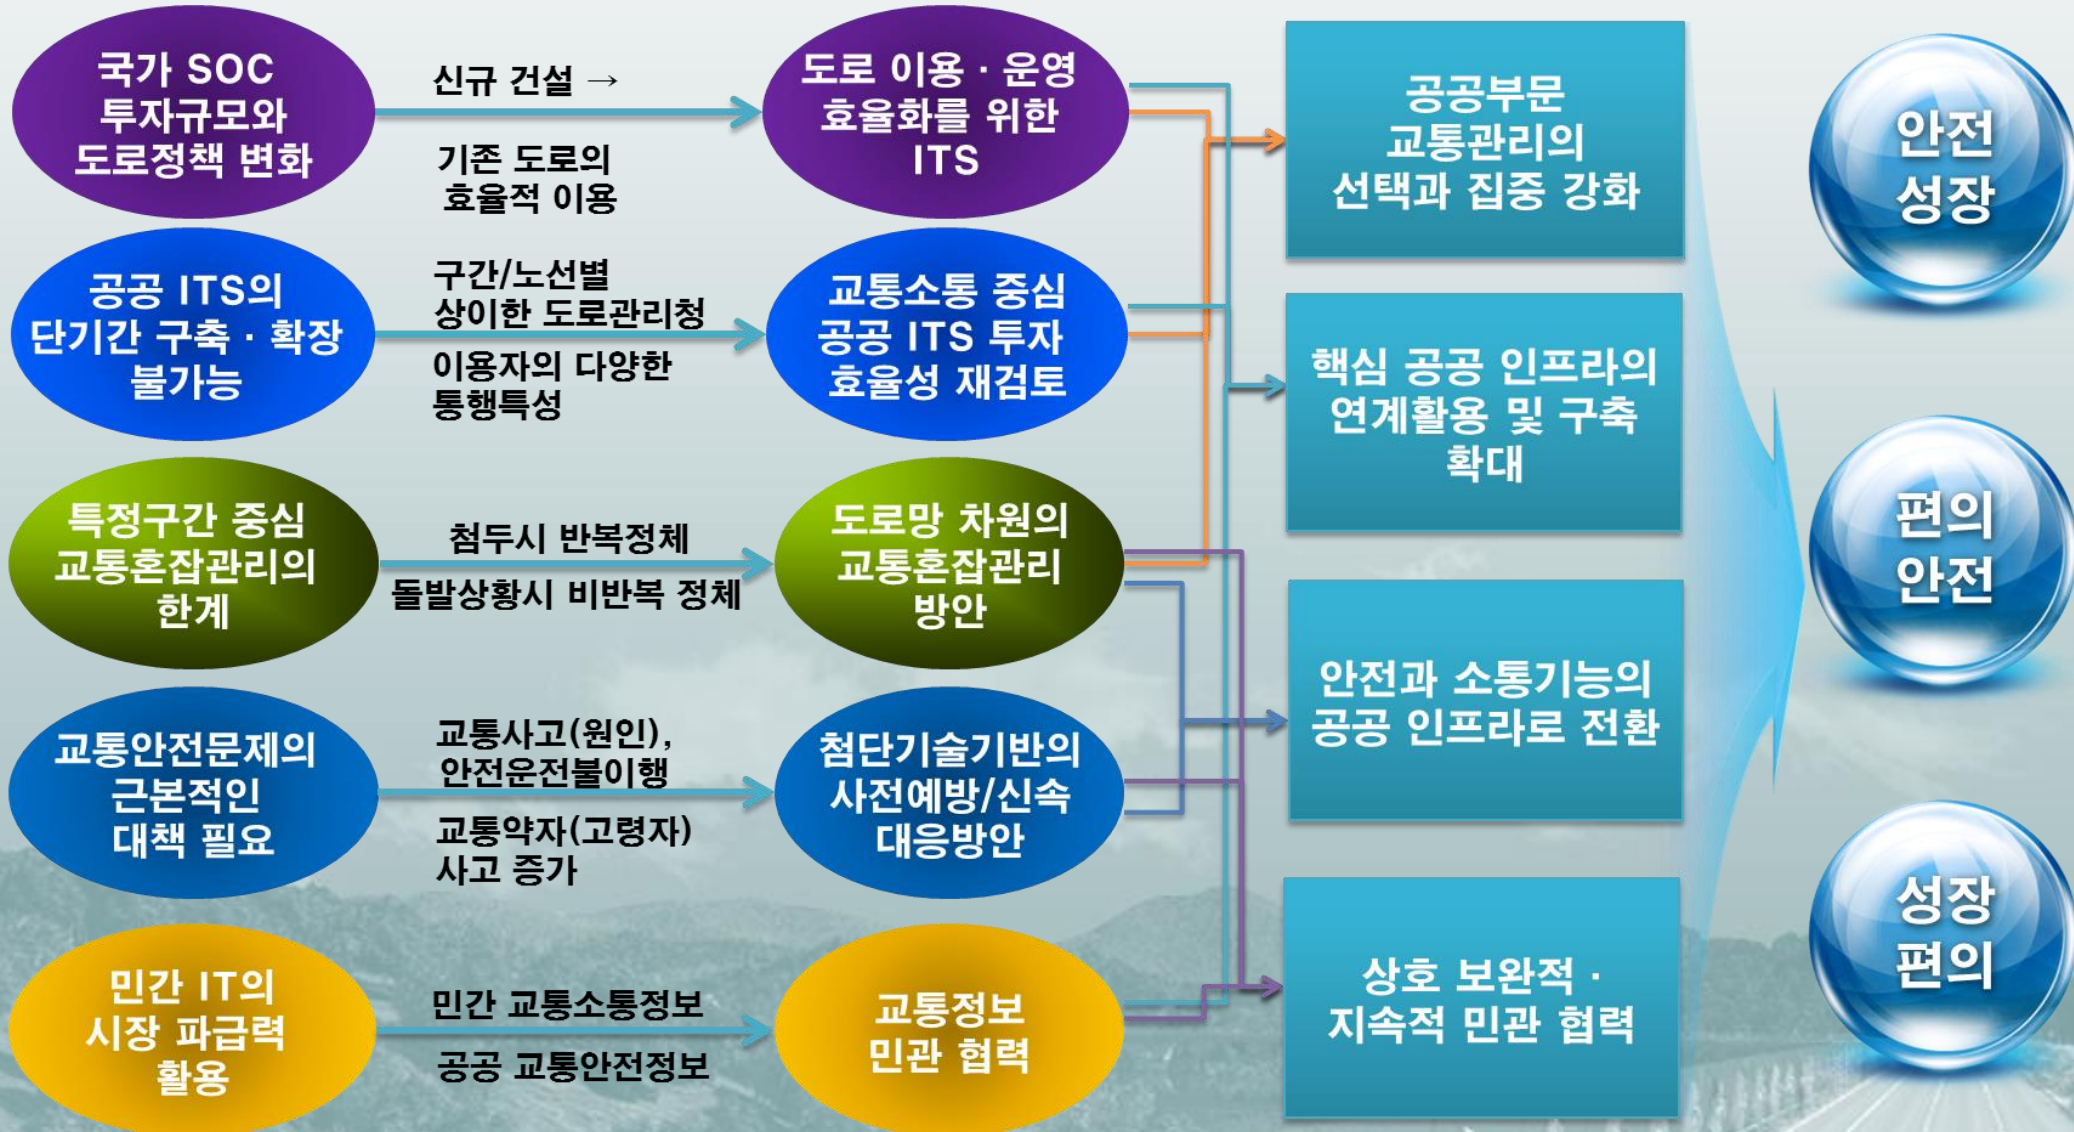 국가 SOC
투자규모와
도로정책 변화
신규 건설 →
기존 도로의
효율적 이용
도로 이용 · 운영
효율화를 위한
ITS
공공 ITS의
단기간 구축 · 확장
불가능
구간/노선별
상이한 도로관리청
이용자의 다양한
통행특성
교통소통 중심
공공 ITS 투자
효율성 재검토
특정구간 중심
교통혼잡관리의
한계
첨두시 반복정체
돌발상황시 비반복 정체
도로망 차원의
교통혼잡관리
방안
교통안전문제의
근본적인
대책 필요
교통사고(원인),
안전운전불이행
교통약자(고령자)
사고 증가
첨단기술기반의
사전예방/신속
대응방안
민간 IT의
시장 파급력
활용
민간 교통소통정보
공공 교통안전정보
교통정보
민관 협력
공공부문
교통관리의
선택과 집중 강화
핵심 공공 인프라의
연계활용 및 구축
확대
안전과 소통기능의
공공 인프라로 전환
상호 보완적 ·
지속적 민관 협력
안전
성장
편의
안전
성장
편의